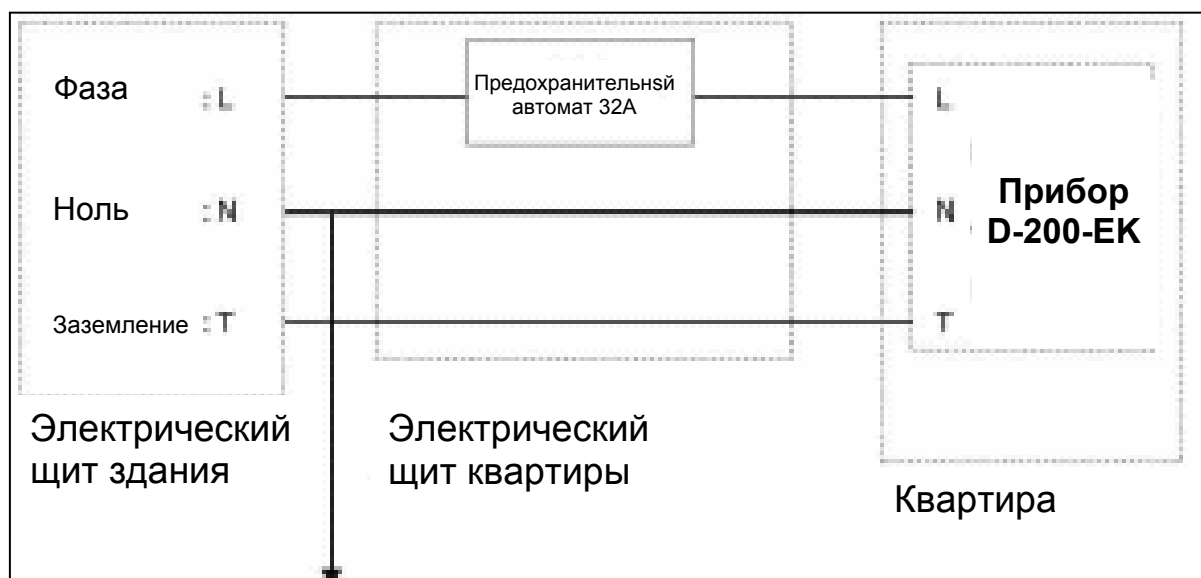 Фаза :L
Предохранительнsй
автомат 32А
L
Ноль :N
N
Прибор
D-200-EK
Заземление :T
T
Электрический
щит здания
Электрический
щит квартиры
Квартира